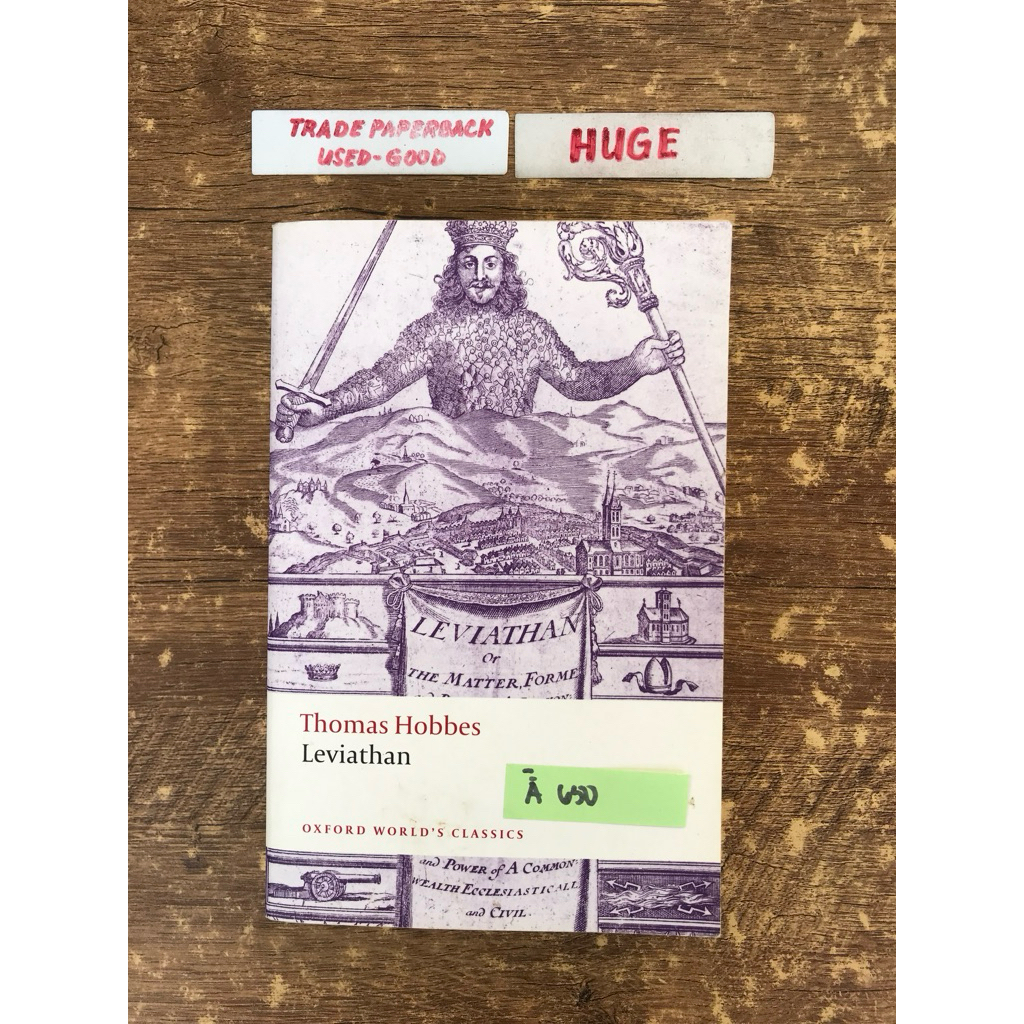 TRADE PAPERBACK
USED-GOOD
HUGE
LEVIATHAN
Or
THE MATTER, FORME
Thomas Hobbes
Leviathan
Ā 650
OXFORD WORLD'S CLASSICS
and POWER of A COMMON-
WEALTH ECCLESIASTICALL
and CIVIL.